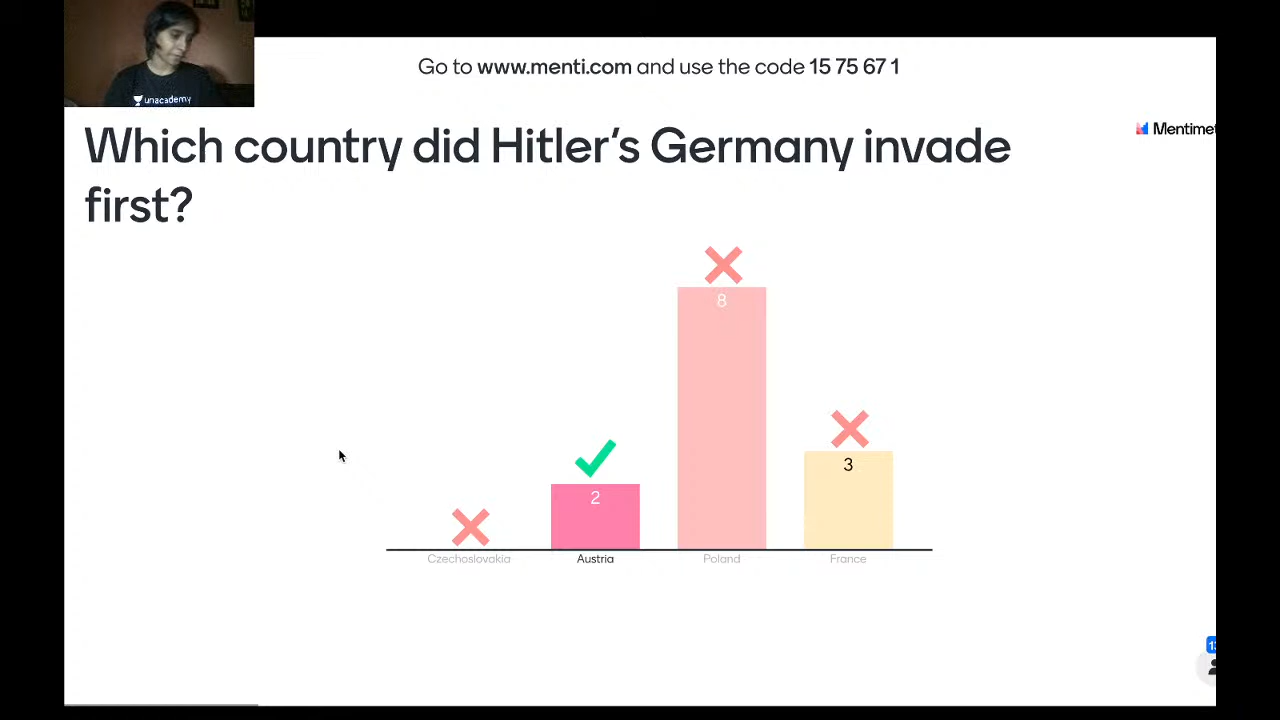 unacademy
Go to www.menti.com and use the code 15 75 67 1
Mentimet
Which country did Hitler's Germany invade
first?
8
3
2
Czechoslovakia Austria Poland France